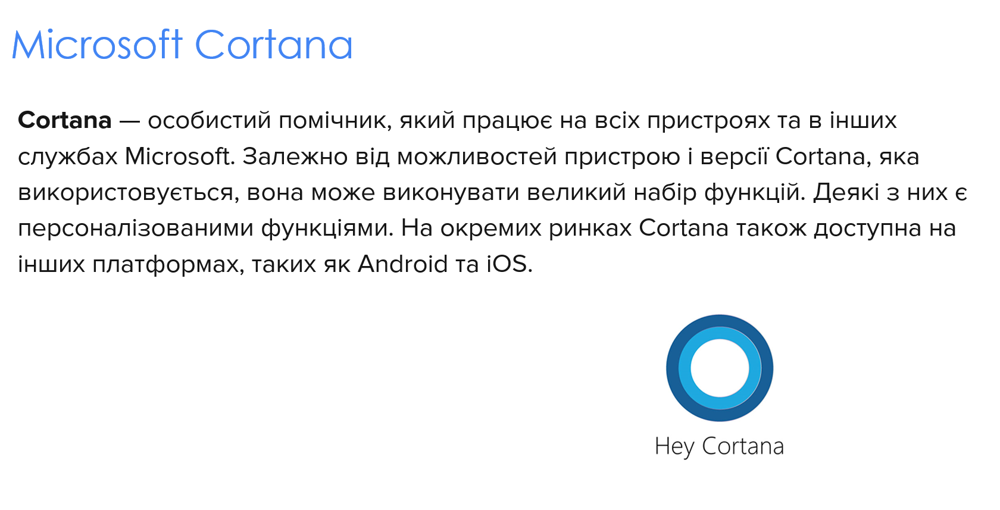 Microsoft Cortana
Cortana — особистий помічник, який працює на всіх пристроях та в інших
службах Microsoft. Залежно від можливостей пристрою і версії Cortana, яка
використовується, вона може виконувати великий набір функцій. Деякі з них є
персоналізованими функціями. На окремих ринках Cortana також доступна на
інших платформах, таких як Android та iOS.
Hey Cortana